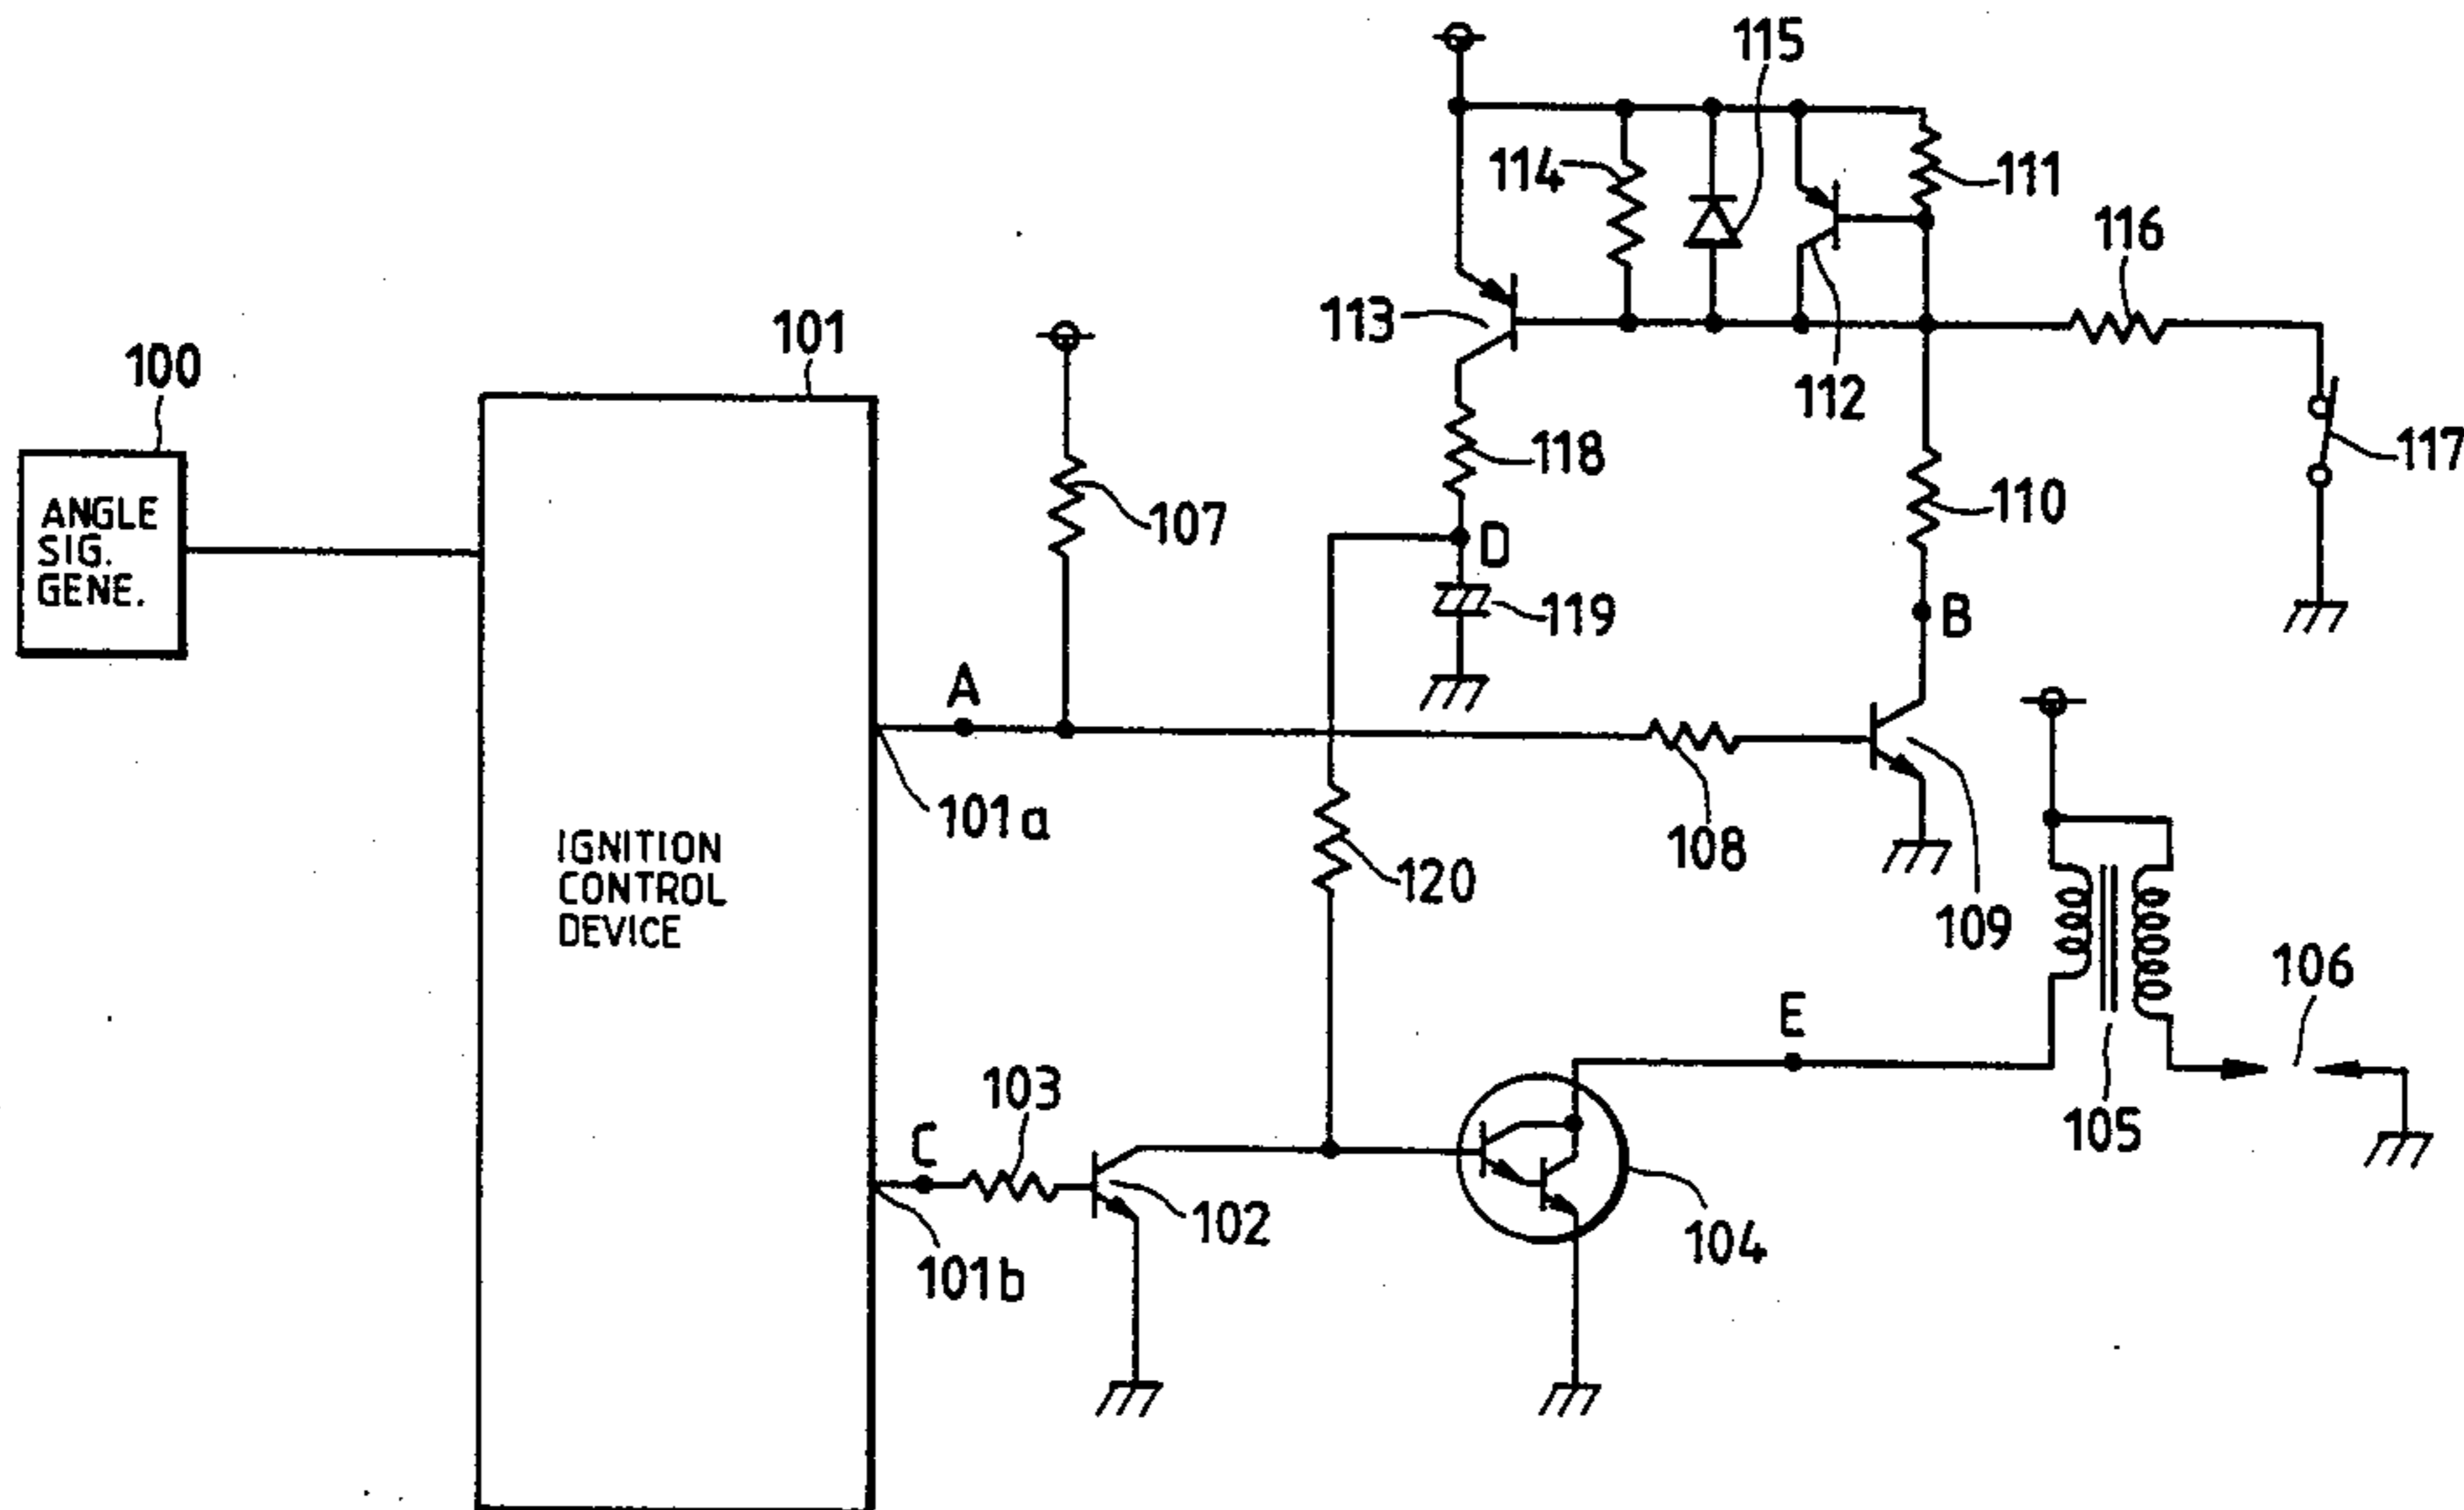 115
114
111
116
113
112
101
100
118
117
107
110
ANGLE
SIG.
GENE.
D
119
B
A
101a
108
120
109
IGNITION
CONTROL
DEVICE
106
E
103
C
105
102
104
101b